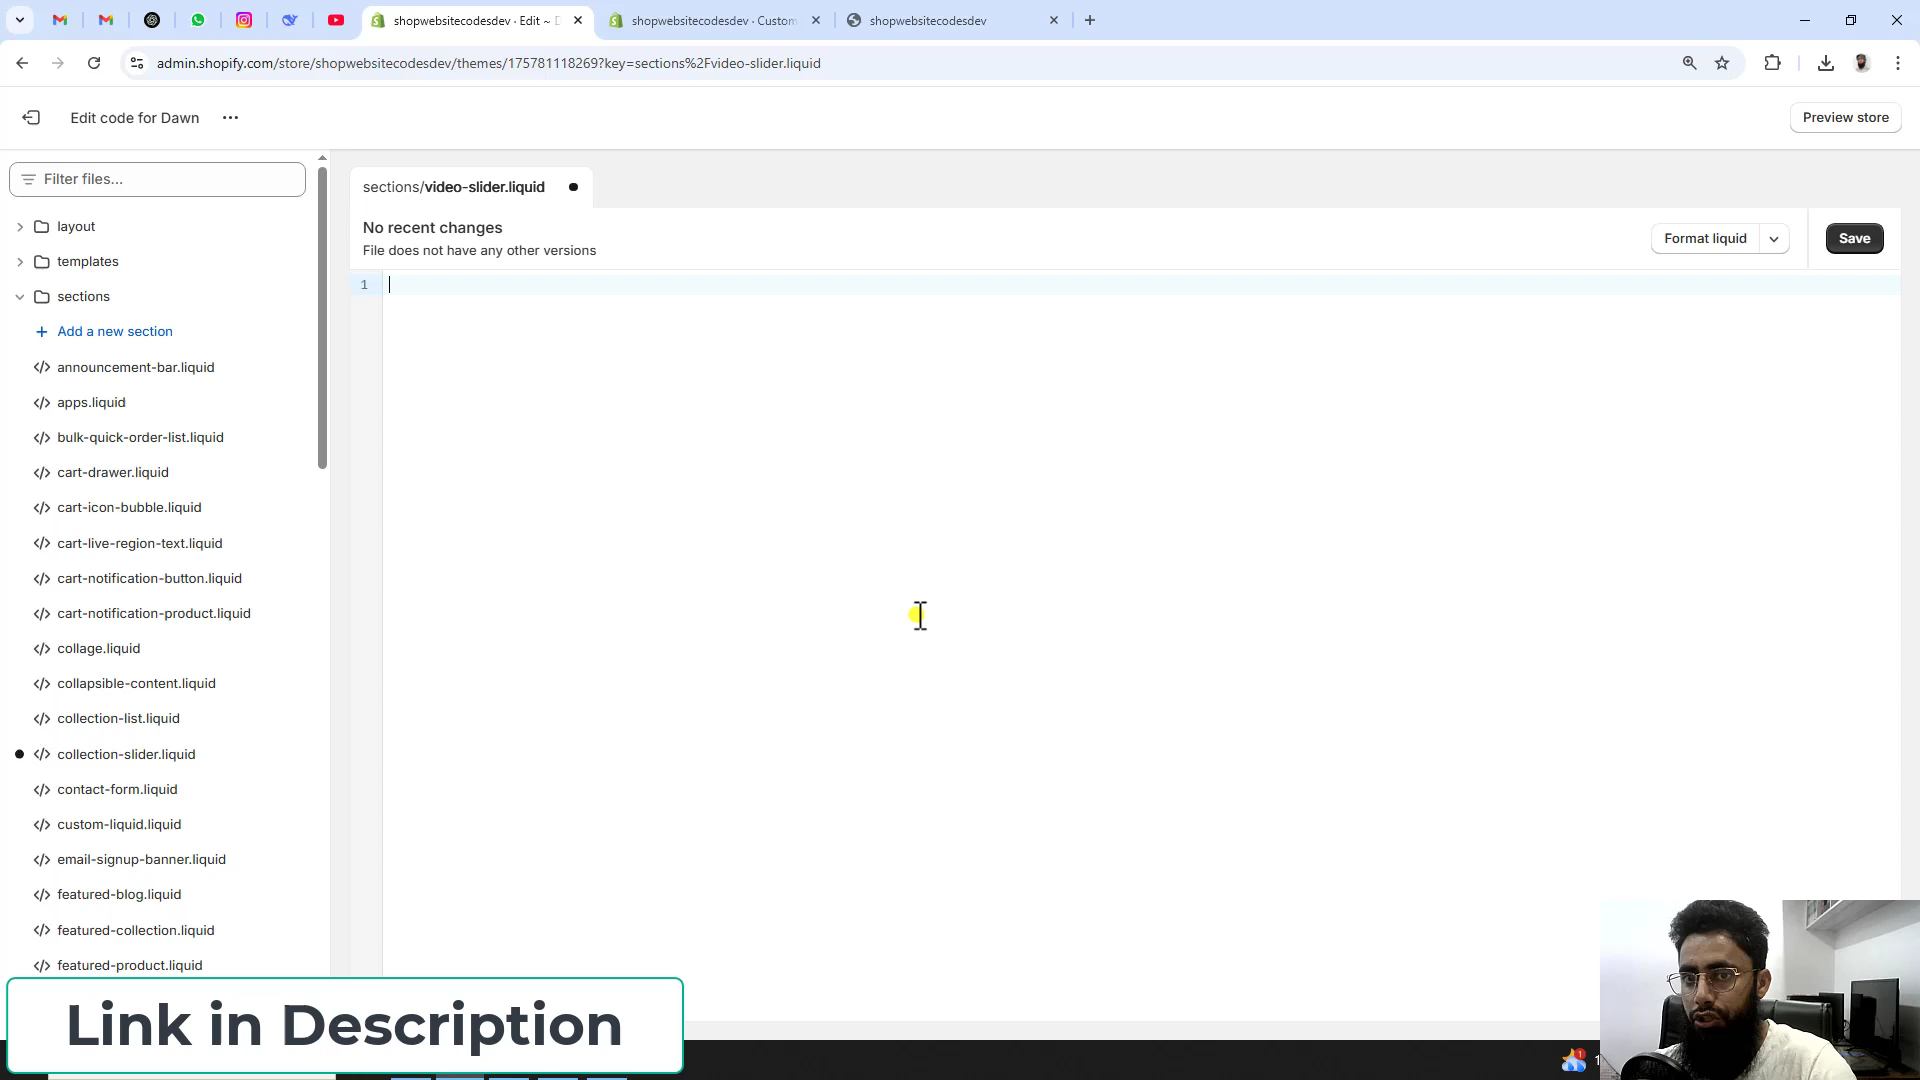 shopwebsitecodesdev · Edit ~ D
shopwebsitecodesdev · Custom
shopwebsitecodesdev
admin.shopify.com/store/shopwebsitecodesdev/themes/175781118269?key=sections%2Fvideo-slider.liquid
Edit code for Dawn
Preview store
Filter files...
sections/video-slider.liquid
No recent changes
File does not have any other versions
Format liquid
Save
1
layout
templates
sections
Add a new section
announcement-bar.liquid
apps.liquid
bulk-quick-order-list.liquid
cart-drawer.liquid
cart-icon-bubble.liquid
cart-live-region-text.liquid
cart-notification-button.liquid
cart-notification-product.liquid
collage.liquid
collapsible-content.liquid
collection-list.liquid
collection-slider.liquid
contact-form.liquid
custom-liquid.liquid
email-signup-banner.liquid
featured-blog.liquid
featured-collection.liquid
featured-product.liquid
Link in Description
1